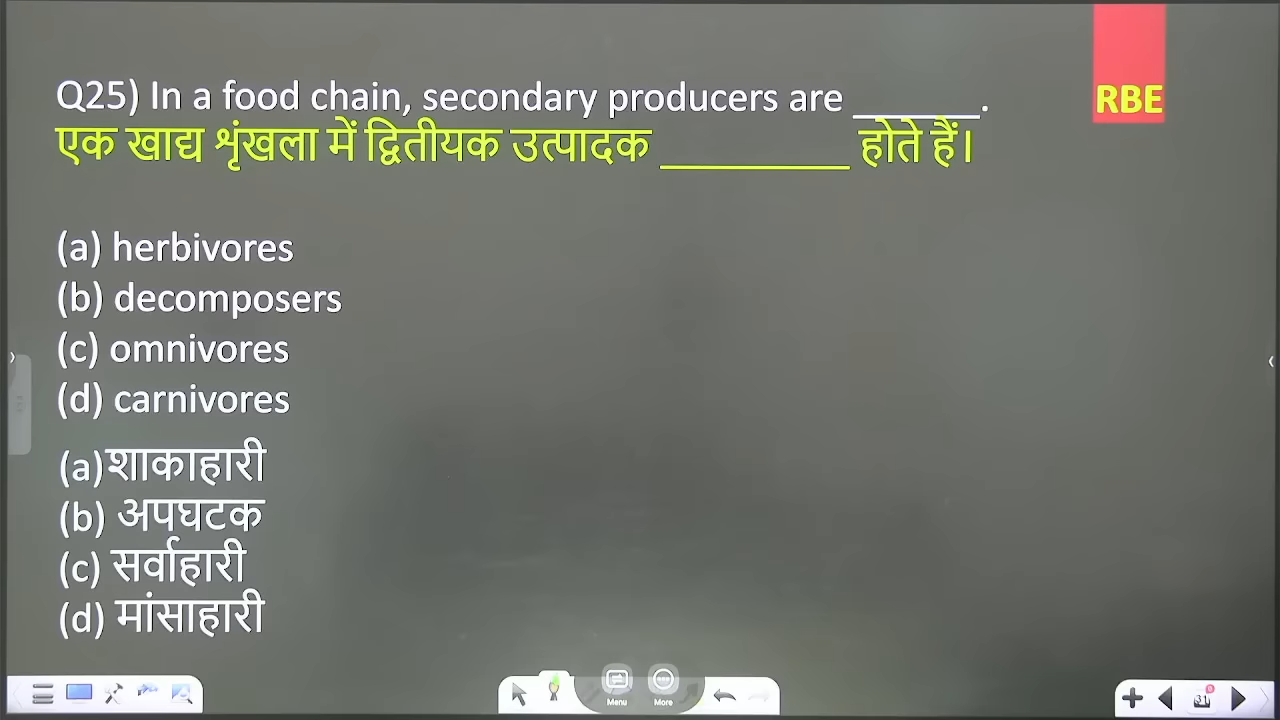 RBE
Q25) In a food chain, secondary producers are ______.
एक खाद्य श्रृंखला में द्वितीयक उत्पादक _________ होते हैं।
(a) herbivores
(b) decomposers
(c) omnivores
(d) carnivores
(a)शाकाहारी
(b) अपघटक
(c) सर्वाहारी
(d) मांसाहारी
Menu
More